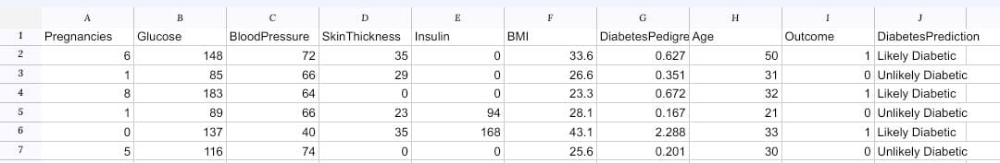 A B C D E F G H I J
1 Pregnancies Glucose BloodPressure SkinThickness Insulin BMI DiabetesPedigre Age Outcome DiabetesPrediction
2 6 148 72 35 0 33.6 0.627 50 1 Likely Diabetic
3 1 85 66 29 0 26.6 0.351 31 0 Unlikely Diabetic
4 8 183 64 0 0 23.3 0.672 32 1 Likely Diabetic
5 1 89 66 23 94 28.1 0.167 21 0 Unlikely Diabetic
6 0 137 40 35 168 43.1 2.288 33 1 Likely Diabetic
7 5 116 74 0 0 25.6 0.201 30 0 Unlikely Diabetic